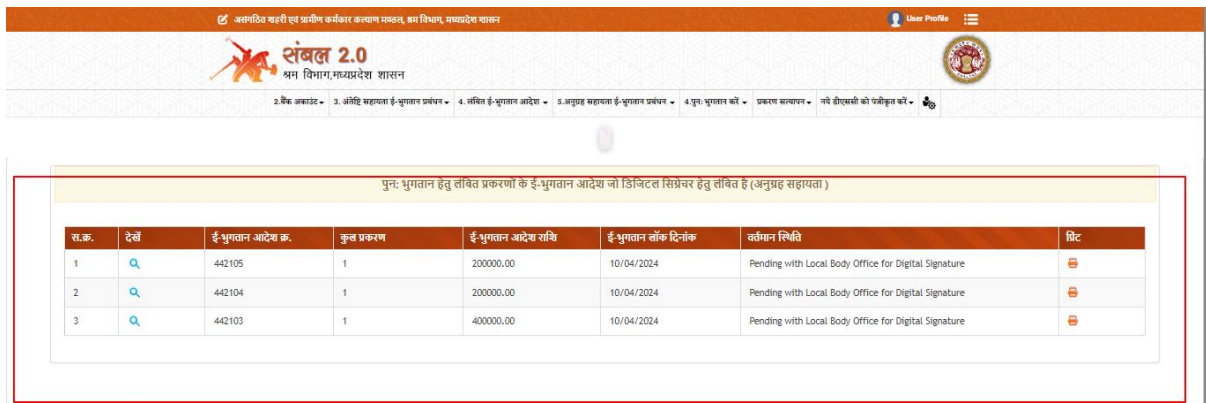 असंगठित शहरी एवं ग्रामीण कर्मकार कल्याण मण्डल, श्रम विभाग, मध्यप्रदेश शासन
User Profile
संबल 2.0
श्रम विभाग,मध्यप्रदेश शासन
2.बैंक अकाउंट 3. अंतेष्टि सहायता ई-भुगतान प्रबंधन 4. लंबित ई-भुगतान आदेश 5.अनुग्रह सहायता ई-भुगतान प्रबंधन 4.पुन: भुगतान करें प्रकरण सत्यापन नये डीएससी को पंजीकृत करें
पुन: भुगतान हेतु लंबित प्रकरणों के ई-भुगतान आदेश जो डिजिटल सिग्नेचर हेतु लंबित है (अनुग्रह सहायता )
स.क्र. देखें ई-भुगतान आदेश क्र. कुल प्रकरण ई-भुगतान आदेश राशि ई-भुगतान लॉक दिनांक वर्तमान स्थिति प्रिंट
1 442105 1 200000.00 10/04/2024 Pending with Local Body Office for Digital Signature
2 442104 1 200000.00 10/04/2024 Pending with Local Body Office for Digital Signature
3 442103 1 400000.00 10/04/2024 Pending with Local Body Office for Digital Signature